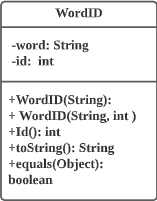 WordID
-word: String
-id: int
+WordID(String):
+ WordID(String, int )
+Id(): int
+toString(): String
+equals(Object):
boolean